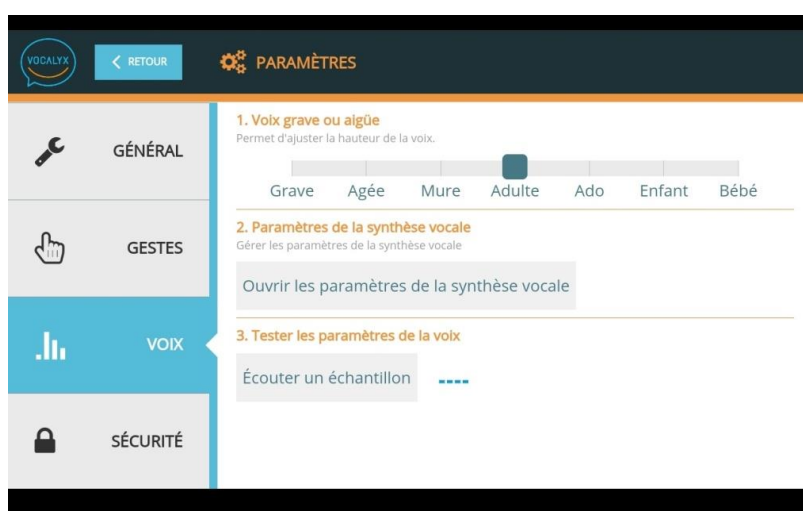 VOCALYX
RETOUR
PARAMÈTRES
GÉNÉRAL
GESTES
VOIX
SÉCURITÉ
1. Voix grave ou aigüe
Permet d'ajuster la hauteur de la voix.
Grave Agée Mure Adulte Ado Enfant Bébé
2. Paramètres de la synthèse vocale
Gérer les paramètres de la synthèse vocale
Ouvrir les paramètres de la synthèse vocale
3. Tester les paramètres de la voix
Écouter un échantillon ----